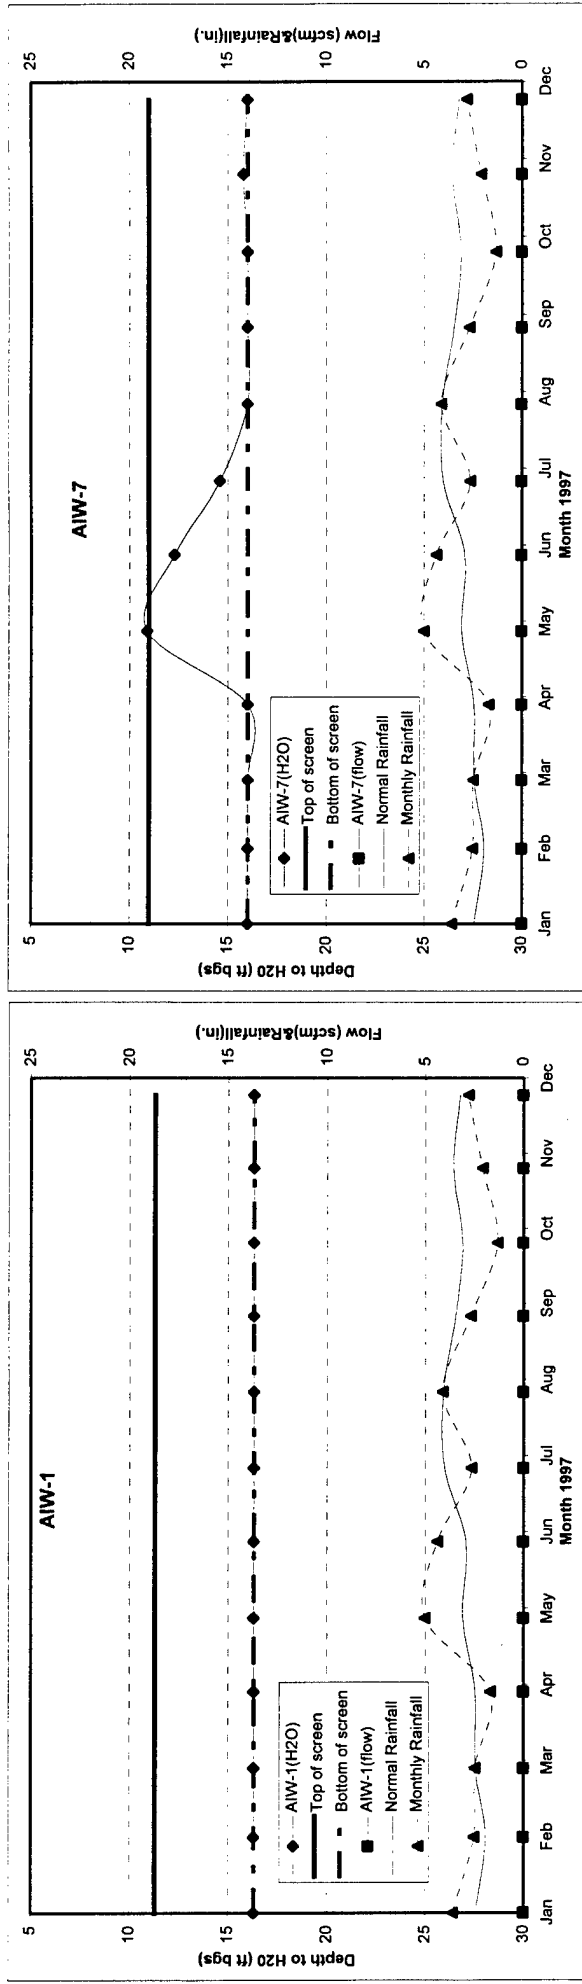 AIW-1
Depth to H20 (ft bgs)
5
10
15
20
25
30
Flow (scfm)&Rainfall(in.)
25
20
15
10
5
0
AIW-1(H2O)
Top of screen
Bottom of screen
AIW-1(flow)
Normal Rainfall
Monthly Rainfall
Jan Feb Mar Apr May Jun Jul Aug Sep Oct Nov Dec
Month 1997
AIW-7
Depth to H20 (ft bgs)
5
10
15
20
25
30
Flow (scfm)&Rainfall(in.)
25
20
15
10
5
0
AIW-7(H2O)
Top of screen
Bottom of screen
AIW-7(flow)
Normal Rainfall
Monthly Rainfall
Jan Feb Mar Apr May Jun Jul Aug Sep Oct Nov Dec
Month 1997